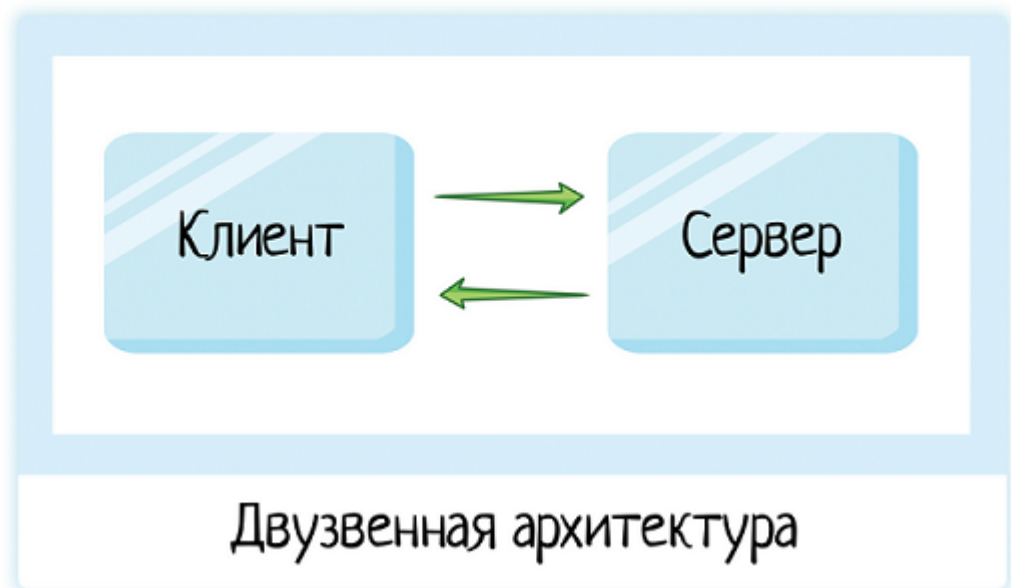 Клиент
Сервер
Двузвенная архитектура